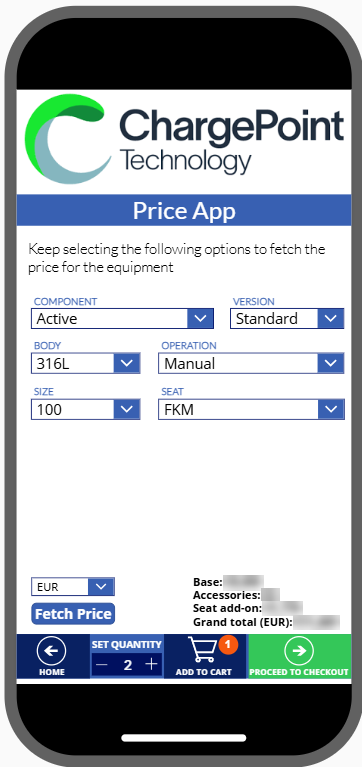 ChargePoint
Technology
Price App
Keep selecting the following options to fetch the
price for the equipment
COMPONENT VERSION
Active Standard
BODY OPERATION
316L Manual
SIZE SEAT
100 FKM
EUR
Fetch Price
Base:
Accessories:
Seat add-on:
Grand total (EUR):
HOME
SET QUANTITY
− 2 +
1
ADD TO CART
PROCEED TO CHECKOUT